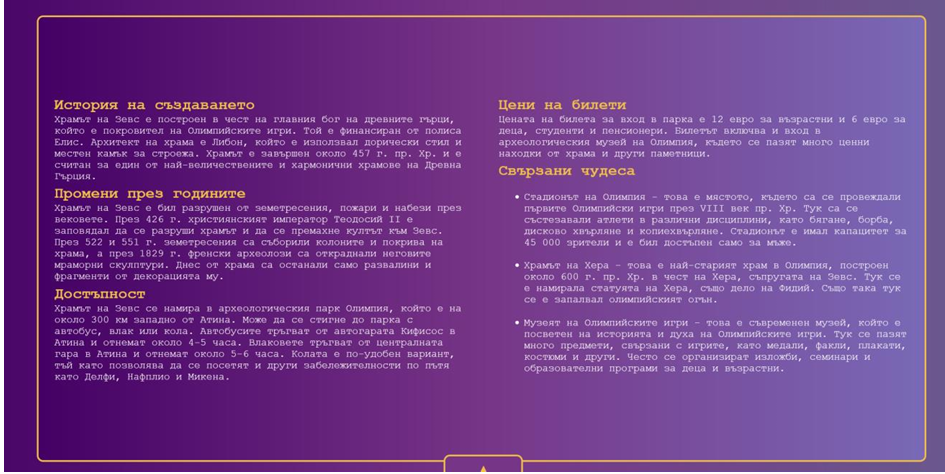 История на създаването
Храмът на Зевс е построен в чест на главния бог на древните гърци,
който е покровител на Олимпийските игри. Той е финансиран от полиса
Елис. Архитект на храма е Либон, който е използвал дорически стил и
местен камък за строежа. Храмът е завършен около 457 г. пр. Хр. и е
считан за един от най-величествените и хармонични храмове на Древна
Гърция.
Промени през годините
Храмът на Зевс е бил разрушен от земетресения, пожари и набези през
вековете. През 426 г. християнският император Теодосий II е
заповядал да се разруши храмът и да се премахне култът към Зевс.
През 522 и 551 г. земетресения са съборили колоните и покрива на
храма, а през 1829 г. френски археолози са откраднали неговите
мраморни скулптури. Днес от храма са останали само развалини и
фрагменти от декорацията му.
Достъпност
Храмът на Зевс се намира в археологическия парк Олимпия, който е на
около 300 км западно от Атина. Може да се стигне до парка с
автобус, влак или кола. Автобусите тръгват от автогарата Кифисос в
Атина и отнемат около 4-5 часа. Влаковете тръгват от централната
гара в Атина и отнемат около 5-6 часа. Колата е по-удобен вариант,
тъй като позволява да се посетят и други забележителности по пътя
като Делфи, Нафплио и Микена.
Цени на билети
Цената на билета за вход в парка е 12 евро за възрастни и 6 евро за
деца, студенти и пенсионери. Билетът включва и вход в
археологическия музей на Олимпия, където се пазят много ценни
находки от храма и други паметници.
Свързани чудеса
• Стадионът на Олимпия - това е мястото, където са се провеждали
първите Олимпийски игри през VIII век пр. Хр. Тук са се
състезавали атлети в различни дисциплини, като бягане, борба,
дисково хвърляне и копиехвърляне. Стадионът е имал капацитет за
45 000 зрители и е бил достъпен само за мъже.
• Храмът на Хера - това е най-старият храм в Олимпия, построен
около 600 г. пр. Хр. в чест на Хера, съпругата на Зевс. Тук се
е намирала статуята на Хера, също дело на Фидий. Също така тук
се е запалвал олимпийският огън.
• Музеят на Олимпийските игри - това е съвременен музей, който е
посветен на историята и духа на Олимпийските игри. Тук се пазят
много предмети, свързани с игрите, като медали, факли, плакати,
костюми и други. Често се организират изложби, семинари и
образователни програми за деца и възрастни.